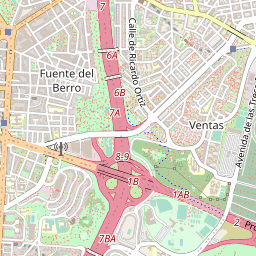 7
Calle de Ricardo Ortiz
6A
Fuente del
Berro
6B
7A
Ventas
Avenida de las Trece
8-9
1B
1AB
2
7BA